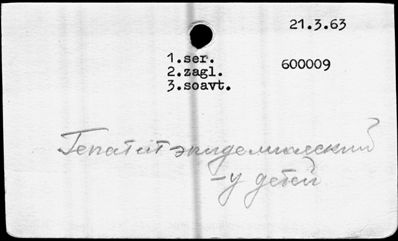 21.3.63
1.ser.
2.zagl.
3.soavt.
600009
Гепатит эпидемический
-у детей